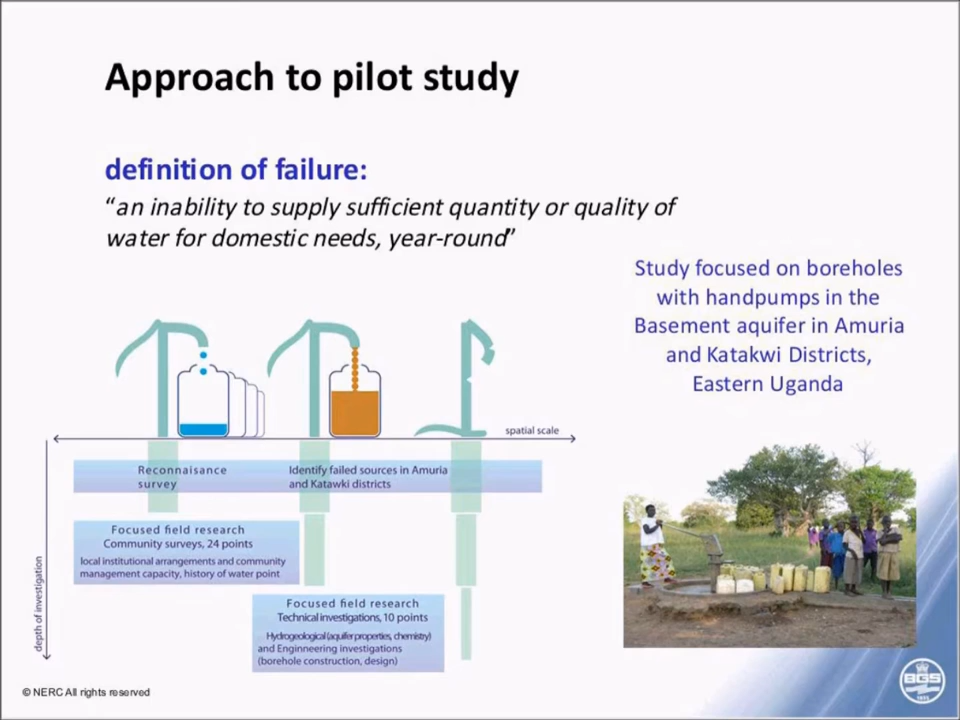 Approach to pilot study
definition of failure:
“an inability to supply sufficient quantity or quality of
water for domestic needs, year-round”
Study focused on boreholes
with handpumps in the
Basement aquifer in Amuria
and Katakwi Districts,
Eastern Uganda
spatial scale
Reconnaisance
survey
Identify failed sources in Amuria
and Katawki districts
Focused field research
Community surveys, 24 points
local institutional arrangements and community
management capacity, history of water point
Focused field research
Technical investigations, 10 points
Hydrogeological (aquifer properties, chemistry)
and Enginneering investigations
(borehole construction, design)
depth of investigation
© NERC All rights reserved
BGS